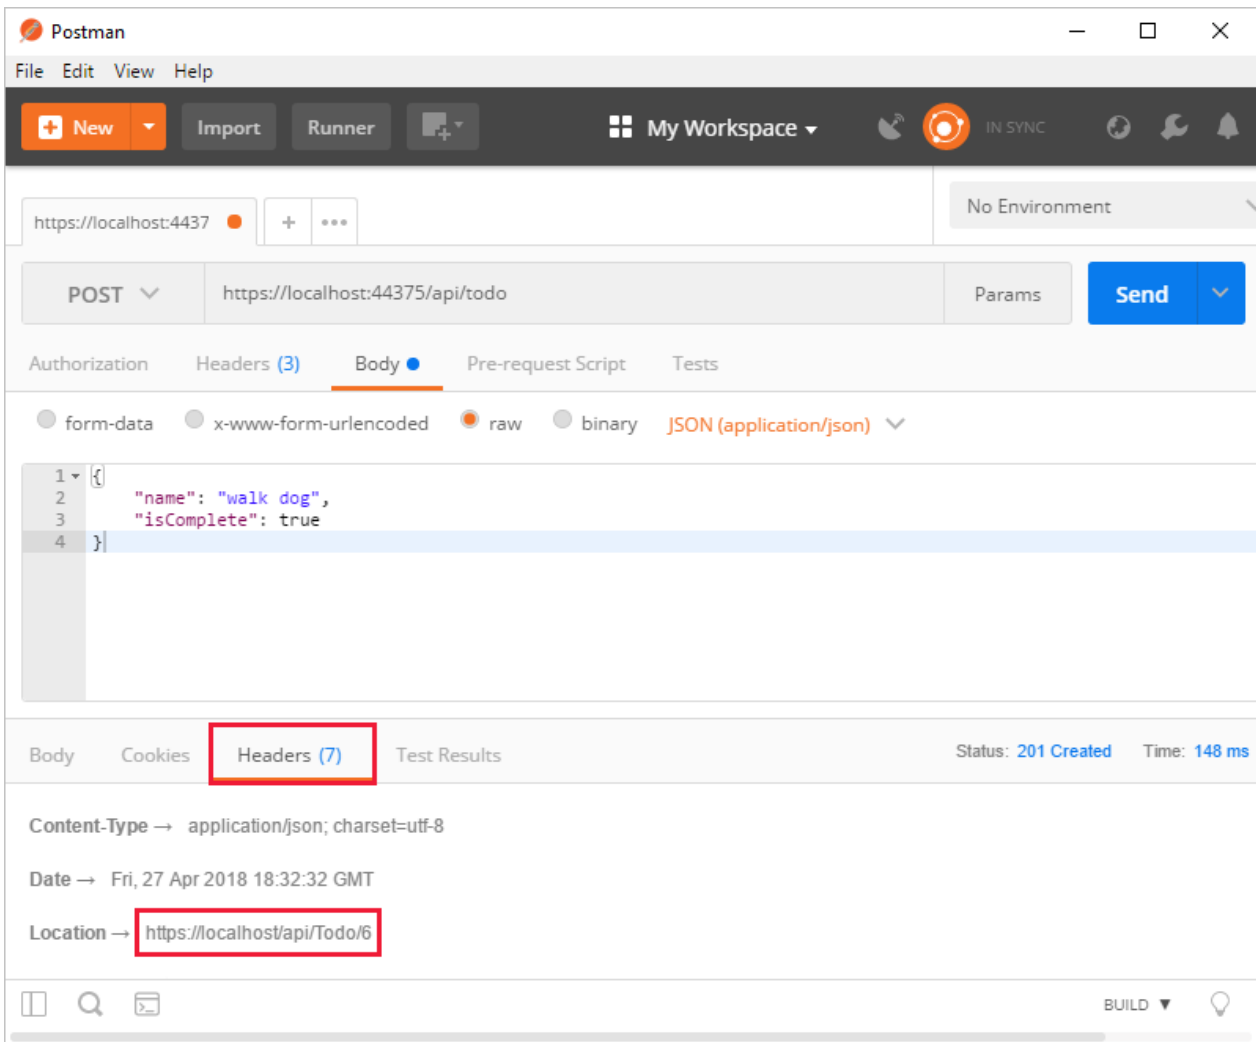 Postman
File Edit View Help
New Import Runner My Workspace IN SYNC
https://localhost:4437 + ••• No Environment
POST https://localhost:44375/api/todo Params Send
Authorization Headers (3) Body Pre-request Script Tests
form-data x-www-form-urlencoded raw binary JSON (application/json)
1 {
2 "name": "walk dog",
3 "isComplete": true
4 }
Body Cookies Headers (7) Test Results Status: 201 Created Time: 148 ms
Content-Type → application/json; charset=utf-8
Date → Fri, 27 Apr 2018 18:32:32 GMT
Location → https://localhost/api/Todo/6
BUILD ▼